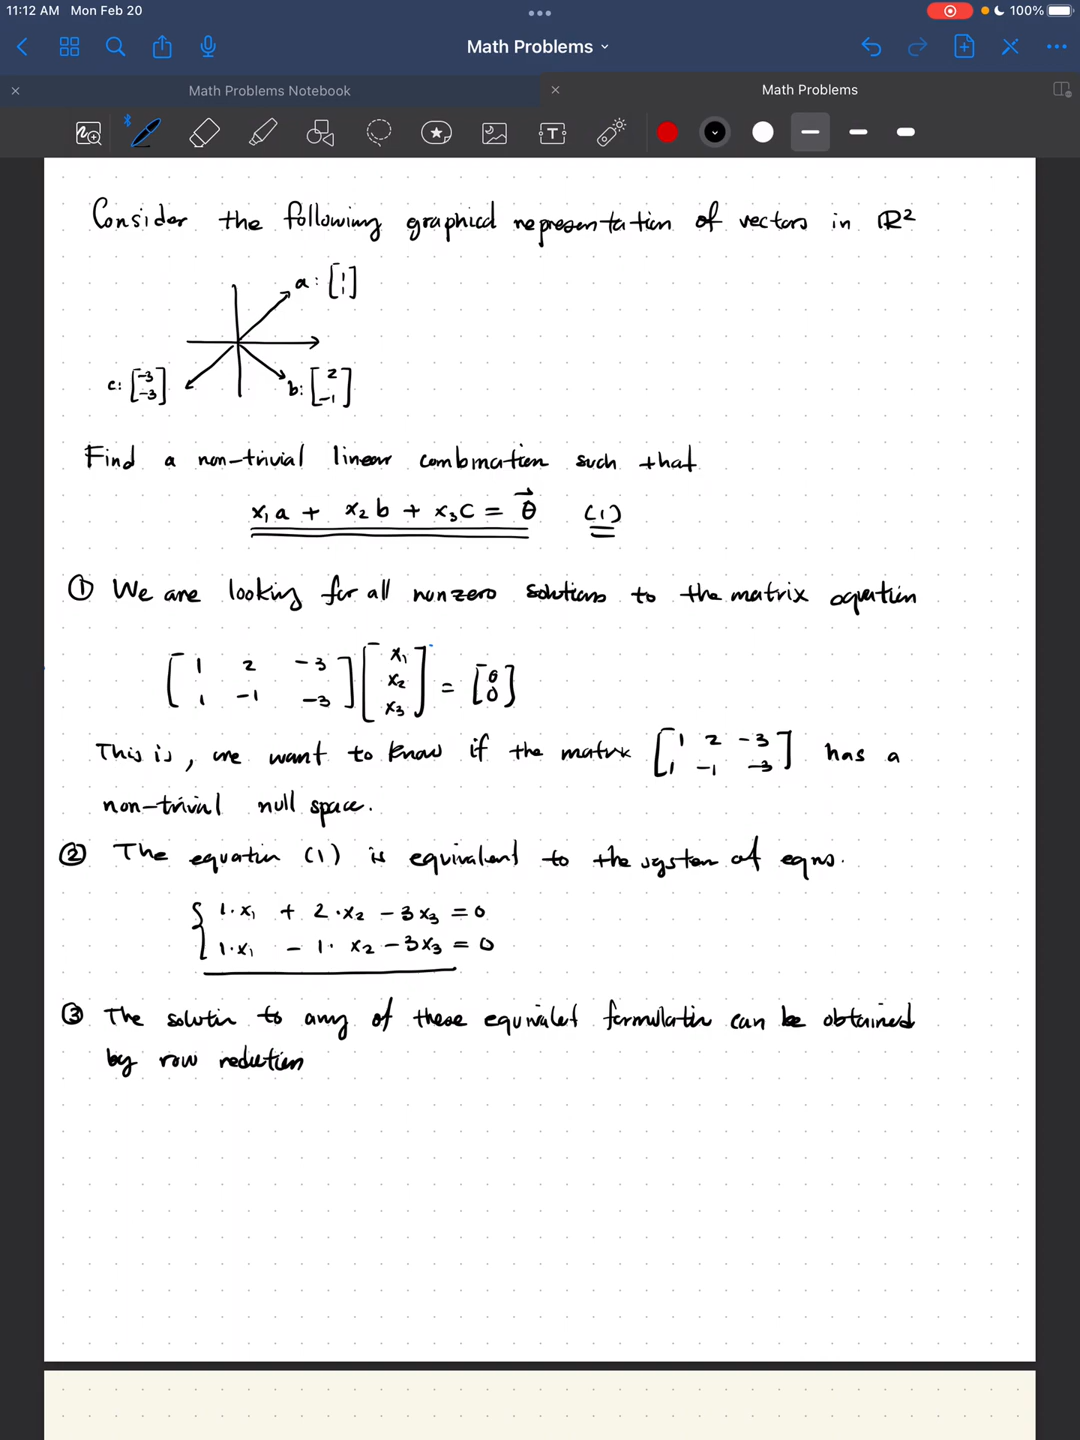 11:12 AM Mon Feb 20
100%
Math Problems
Math Problems Notebook
Math Problems
Consider the following graphical representation of vectors in ℝ²
a: [1 1]
c: [-3 -3]
b: [2 -1]
Find a non-trivial linear combination such that
x₁a + x₂b + x₃c = θ⃗ (1)
① We are looking for all nonzero solutions to the matrix equation
[1 2 -3
1 -1 -3] [x₁ x₂ x₃] = [0 0]
This is, we want to know if the matrix [1 2 -3
1 -1 -3] has a
non-trivial null space.
② The equation (1) is equivalent to the system of eqns.
{ 1·x₁ + 2·x₂ - 3x₃ = 0
1·x₁ - 1·x₂ - 3x₃ = 0
③ The solutin to any of these equivalet formulatin can be obtained
by row reduction